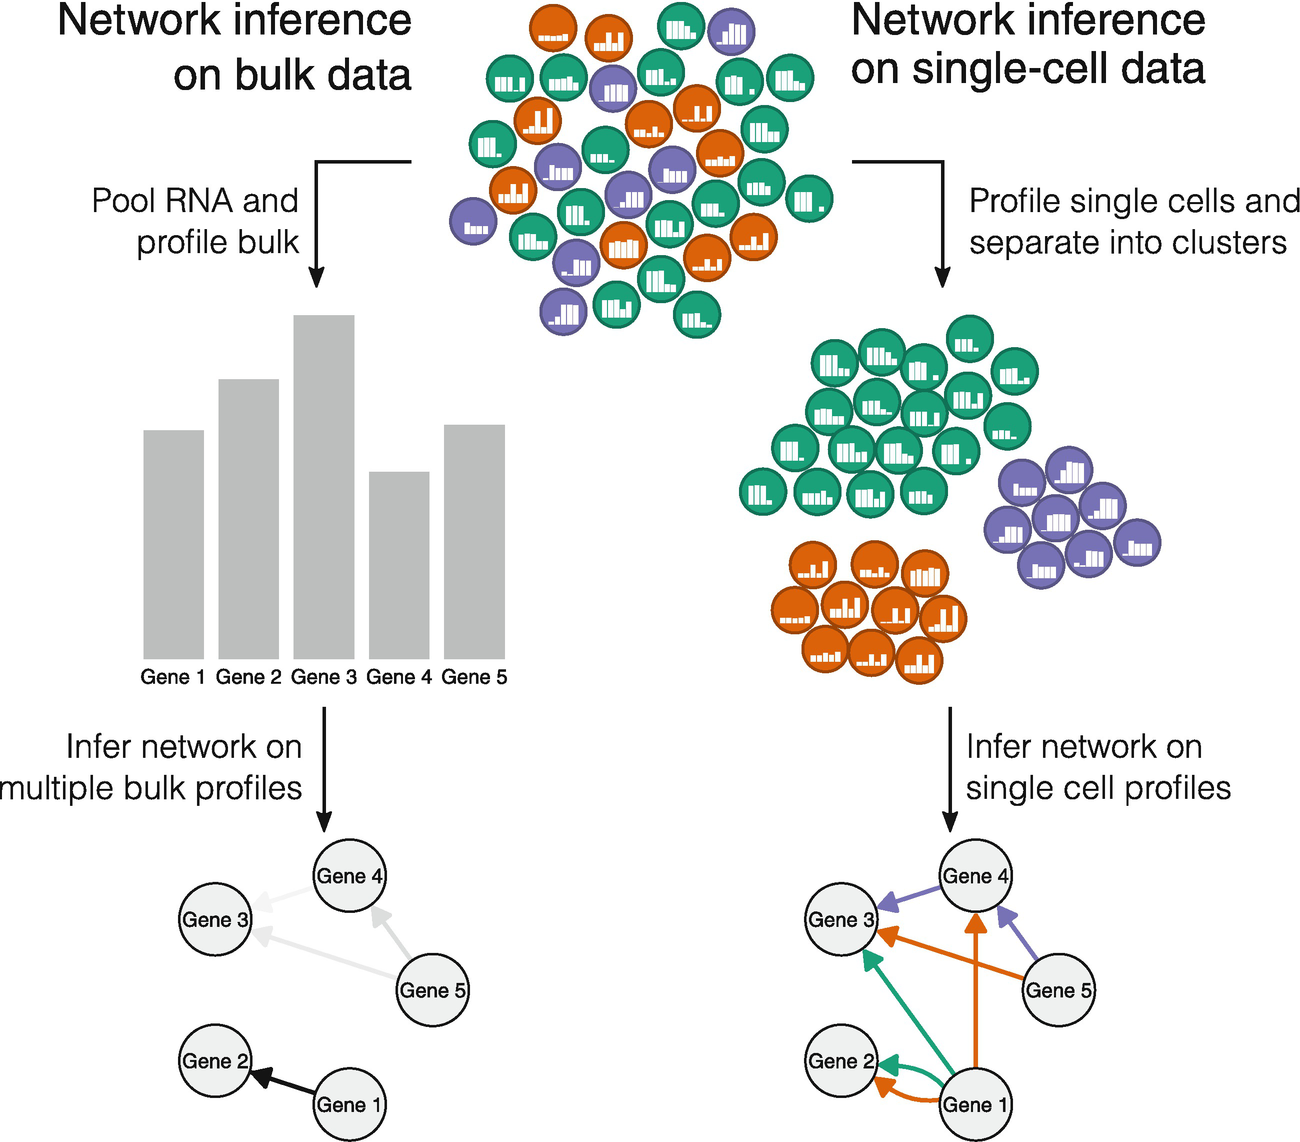 Network inference
on bulk data
Network inference
on single-cell data
Pool RNA and
profile bulk
Profile single cells and
separate into clusters
Gene 1 Gene 2 Gene 3 Gene 4 Gene 5
Infer network on
multiple bulk profiles
Infer network on
single cell profiles
Gene 4
Gene 3
Gene 5
Gene 2
Gene 1
Gene 4
Gene 3
Gene 5
Gene 2
Gene 1